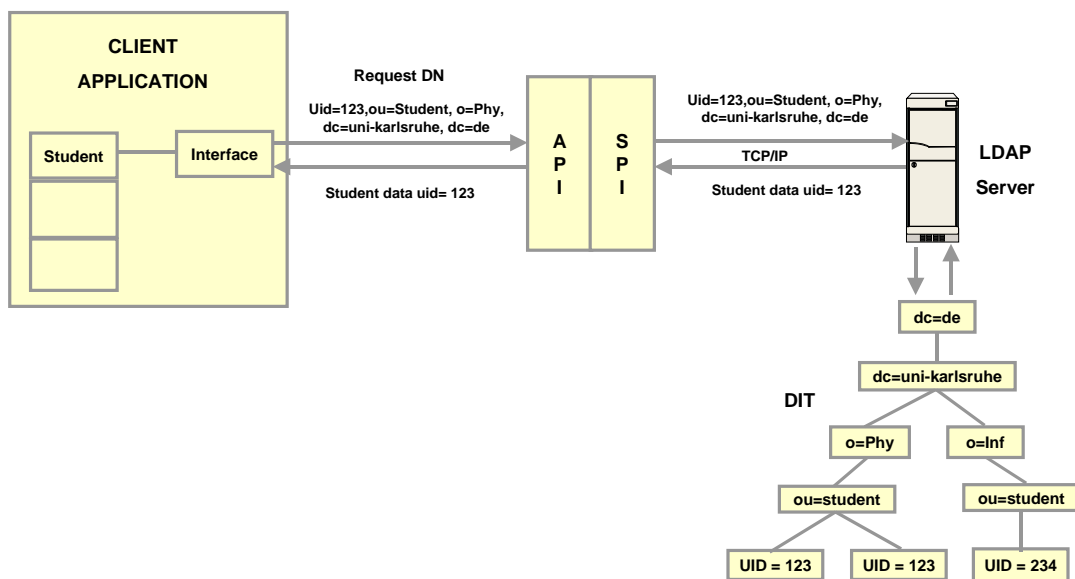 CLIENT
APPLICATION
Student
Interface
Request DN
Uid=123,ou=Student, o=Phy,
dc=uni-karlsruhe, dc=de
Student data uid= 123
A
P
I
S
P
I
Uid=123,ou=Student, o=Phy,
dc=uni-karlsruhe, dc=de
TCP/IP
Student data uid= 123
LDAP
Server
dc=de
dc=uni-karlsruhe
DIT
o=Phy
o=Inf
ou=student
ou=student
UID = 123
UID = 123
UID = 234